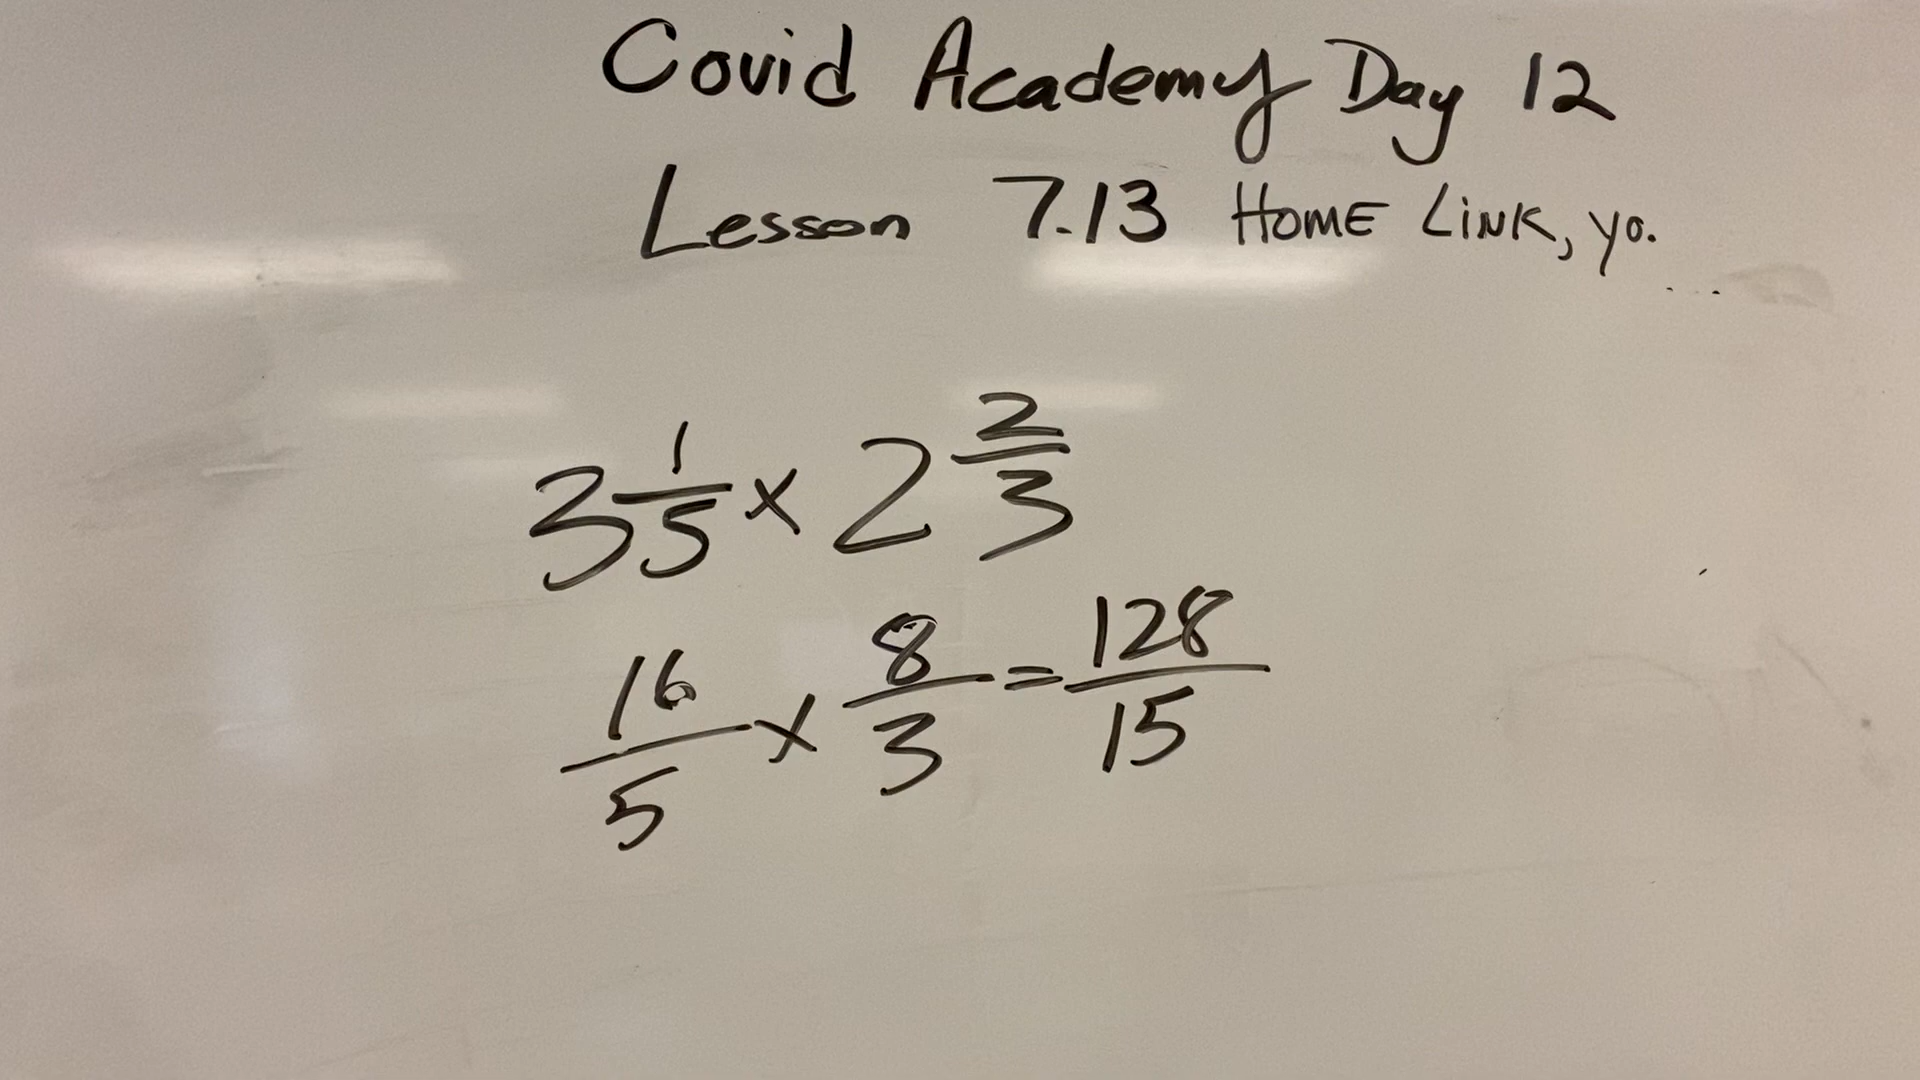 Covid Academy Day 12
Lesson 7.13 HOME LINK, yo.
3 1/5 x 2 2/3
16/5 x 8/3 = 128/15